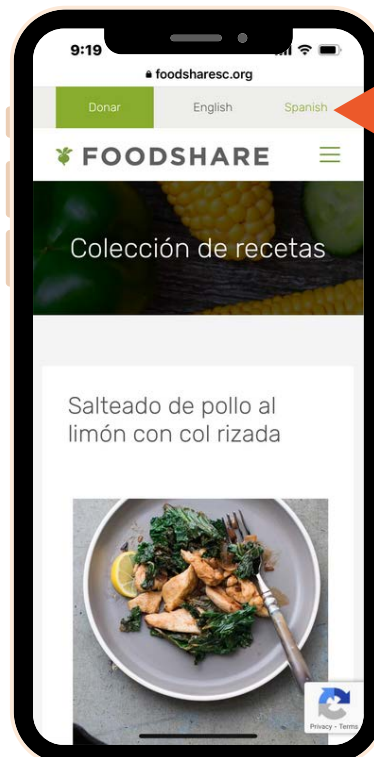 9:19
foodsharesc.org
Donar English Spanish
FOODSHARE
Colección de recetas
Salteado de pollo al
limón con col rizada
Privacy - Terms